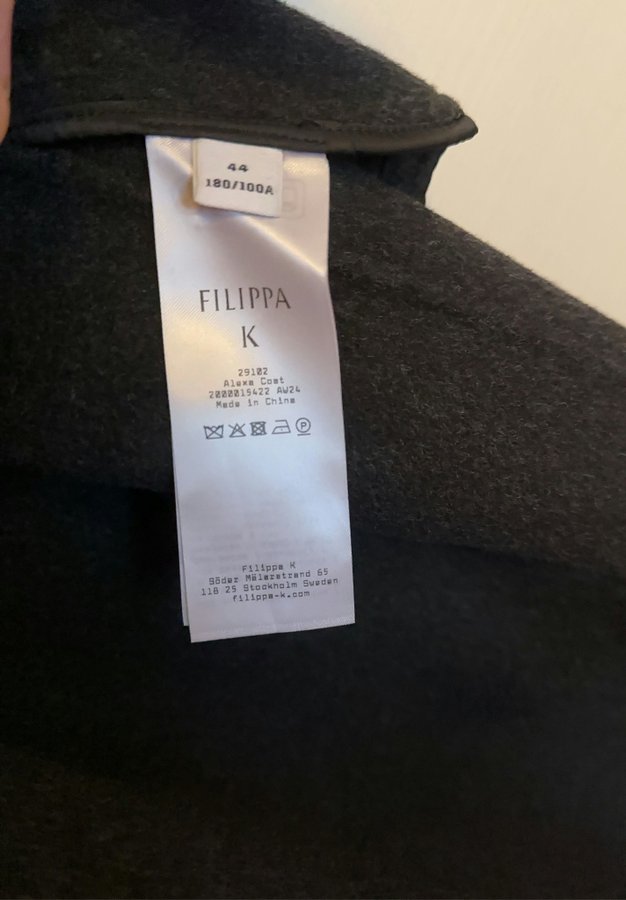 44
180/100A
FILIPPA
K
29102
Alexa Coat
2000015422 AW24
Made in China
P
Filippa K
Söder Mälarstrand 65
118 25 Stockholm Sweden
filippa-k.com